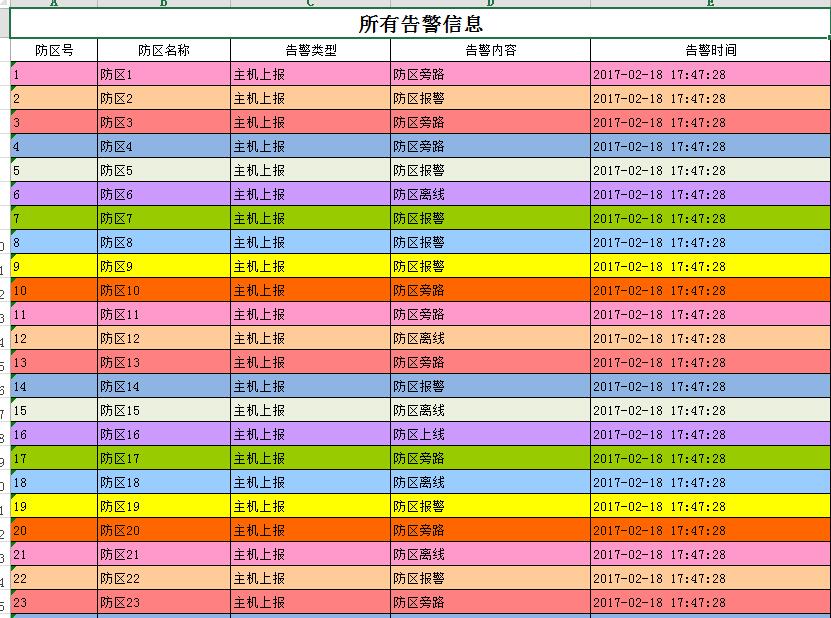 A B C D E
所有告警信息
防区号 防区名称 告警类型 告警内容 告警时间
1 防区1 主机上报 防区旁路 2017-02-18 17:47:28
2 防区2 主机上报 防区报警 2017-02-18 17:47:28
3 防区3 主机上报 防区旁路 2017-02-18 17:47:28
4 防区4 主机上报 防区旁路 2017-02-18 17:47:28
5 防区5 主机上报 防区报警 2017-02-18 17:47:28
6 防区6 主机上报 防区离线 2017-02-18 17:47:28
7 防区7 主机上报 防区报警 2017-02-18 17:47:28
8 防区8 主机上报 防区报警 2017-02-18 17:47:28
9 防区9 主机上报 防区报警 2017-02-18 17:47:28
10 防区10 主机上报 防区旁路 2017-02-18 17:47:28
11 防区11 主机上报 防区旁路 2017-02-18 17:47:28
12 防区12 主机上报 防区离线 2017-02-18 17:47:28
13 防区13 主机上报 防区旁路 2017-02-18 17:47:28
14 防区14 主机上报 防区报警 2017-02-18 17:47:28
15 防区15 主机上报 防区离线 2017-02-18 17:47:28
16 防区16 主机上报 防区上线 2017-02-18 17:47:28
17 防区17 主机上报 防区旁路 2017-02-18 17:47:28
18 防区18 主机上报 防区离线 2017-02-18 17:47:28
19 防区19 主机上报 防区报警 2017-02-18 17:47:28
20 防区20 主机上报 防区旁路 2017-02-18 17:47:28
21 防区21 主机上报 防区离线 2017-02-18 17:47:28
22 防区22 主机上报 防区报警 2017-02-18 17:47:28
23 防区23 主机上报 防区旁路 2017-02-18 17:47:28